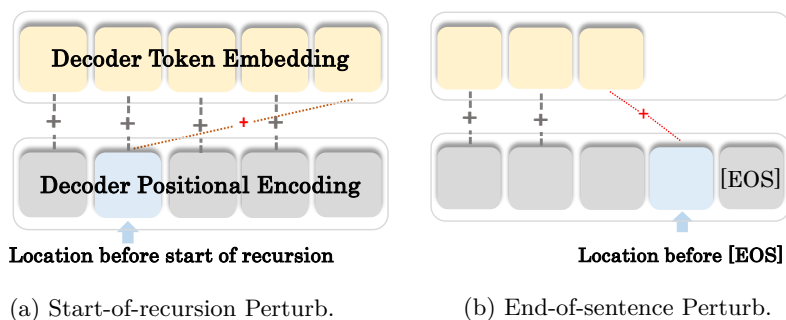 Decoder Token Embedding
+ + + + +
Decoder Positional Encoding
Location before start of recursion
(a) Start-of-recursion Perturb.
+ + +
[EOS]
Location before [EOS]
(b) End-of-sentence Perturb.